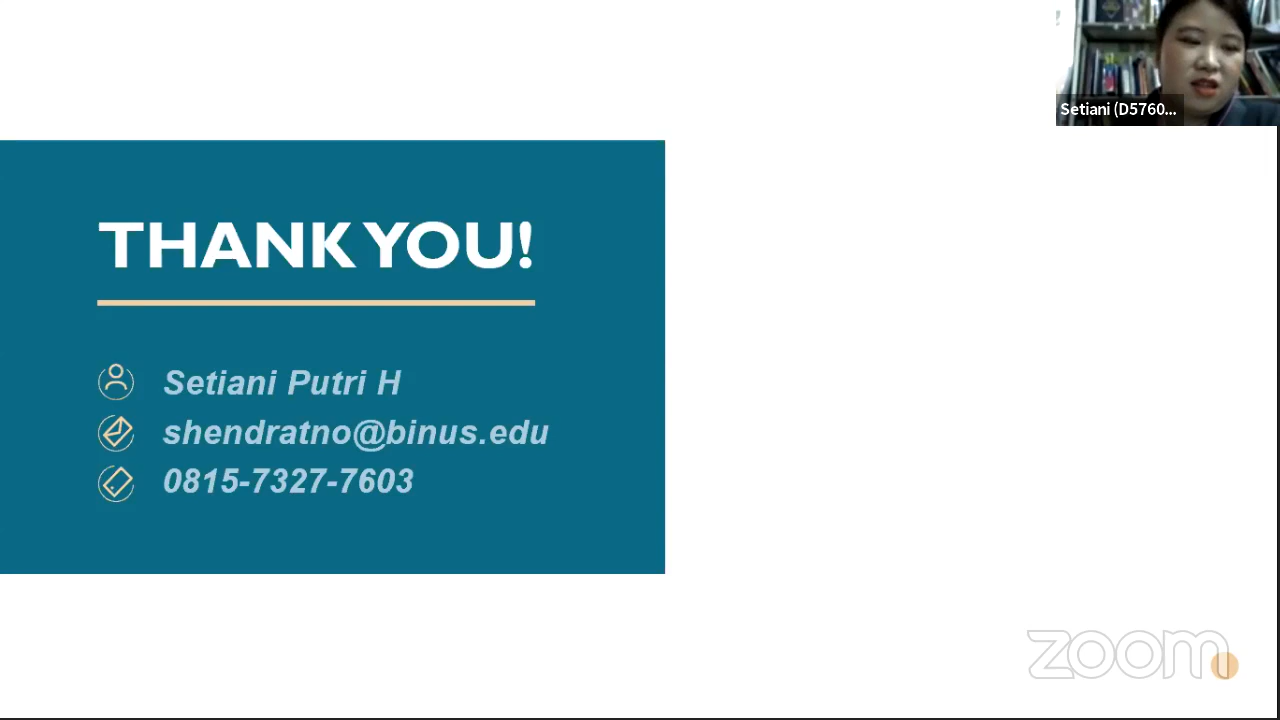 Setiani (D5760...
THANK YOU!
Setiani Putri H
shendratno@binus.edu
0815-7327-7603
zoom